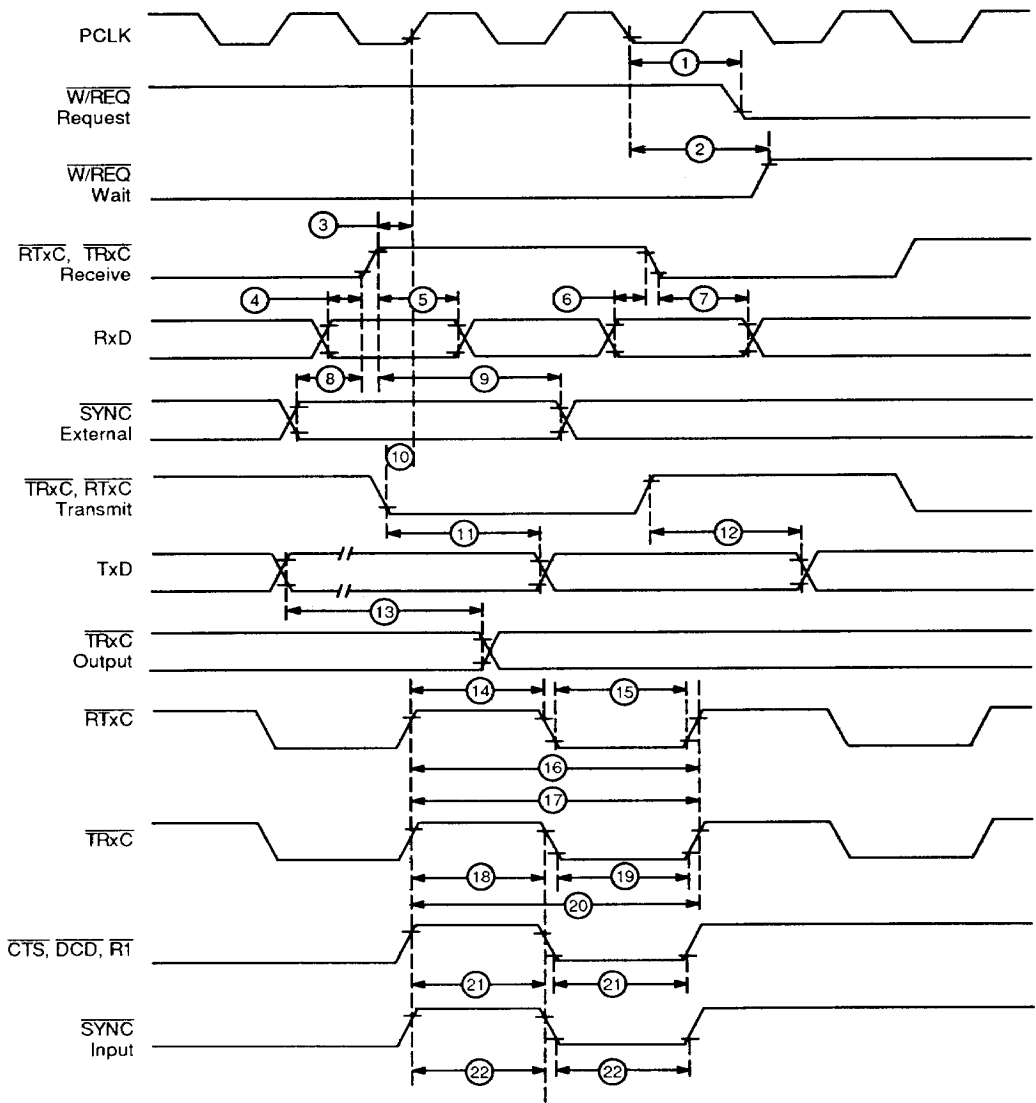 PCLK
1
W/REQ
Request
2
W/REQ
Wait
3
RTxC, TRxC
Receive
4
5
6
7
RxD
8
9
SYNC
External
10
TRxC, RTxC
Transmit
11
12
TxD
13
TRxC
Output
14
15
RTxC
16
17
TRxC
18
19
20
CTS, DCD, R1
21
21
SYNC
Input
22
22